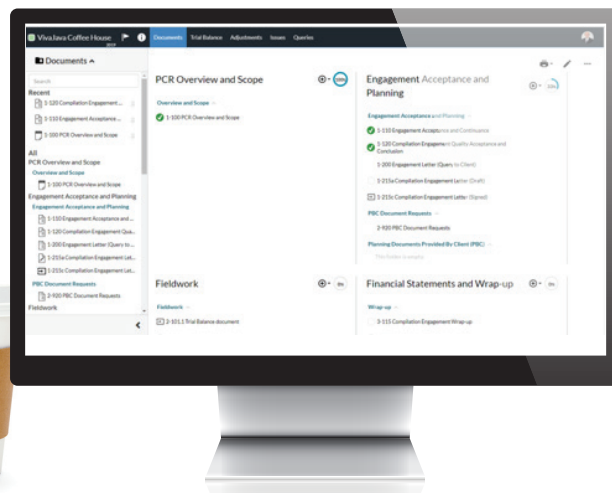 VivaJava Coffee House
2019
Documents
Trial Balance
Adjustments
Issues
Queries
Documents
Search
Recent
1-120 Compilation Engagement...
1-110 Engagement Acceptance...
1-100 PCR Overview and Scope
All
PCR Overview and Scope
Overview and Scope
1-100 PCR Overview and Scope
Engagement Acceptance and Planning
Engagement Acceptance and Planning
1-110 Engagement Acceptance and ...
1-120 Compilation Engagement Qua...
1-200 Engagement Letter (Query to ...
1-215a Compilation Engagement Let...
1-215c Compilation Engagement Let...
PBC Document Requests
2-920 PBC Document Requests
Fieldwork
PCR Overview and Scope
100%
Overview and Scope
1-100 PCR Overview and Scope
Engagement Acceptance and
Planning
Engagement Acceptance and Planning
1-110 Engagement Acceptance and Continuance
1-120 Compilation Engagement Quality Acceptance and
Conclusion
1-200 Engagement Letter (Query to Client)
1-215a Compilation Engagement Letter (Draft)
1-215c Compilation Engagement Letter (Signed)
PBC Document Requests
2-920 PBC Document Requests
Planning Documents Provided By Client (PBC)
This folder is empty
Fieldwork
0%
Fieldwork
2-101.1 Trial Balance document
Financial Statements and Wrap-up
0%
Wrap up
3-115 Compilation Engagement Wrap-up